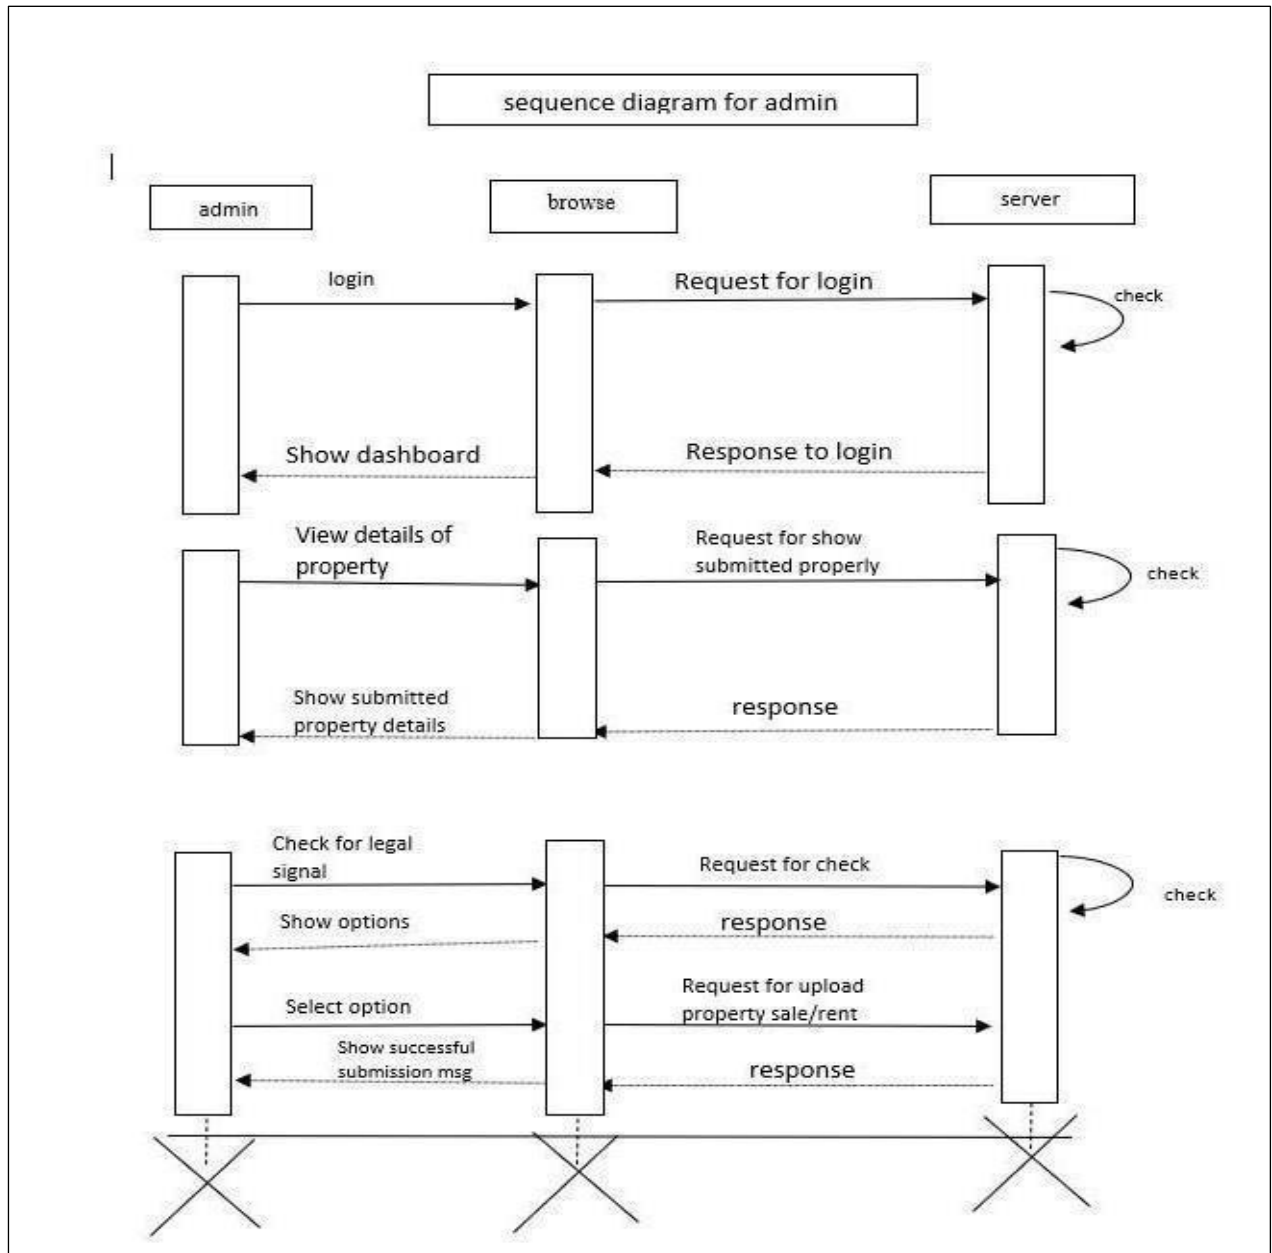 sequence diagram for admin
admin
browse
server
login
Request for login
check
Show dashboard
Response to login
View details of
property
Request for show
submitted properly
check
Show submitted
property details
response
Check for legal
signal
Request for check
check
Show options
response
Select option
Request for upload
property sale/rent
Show successful
submission msg
response